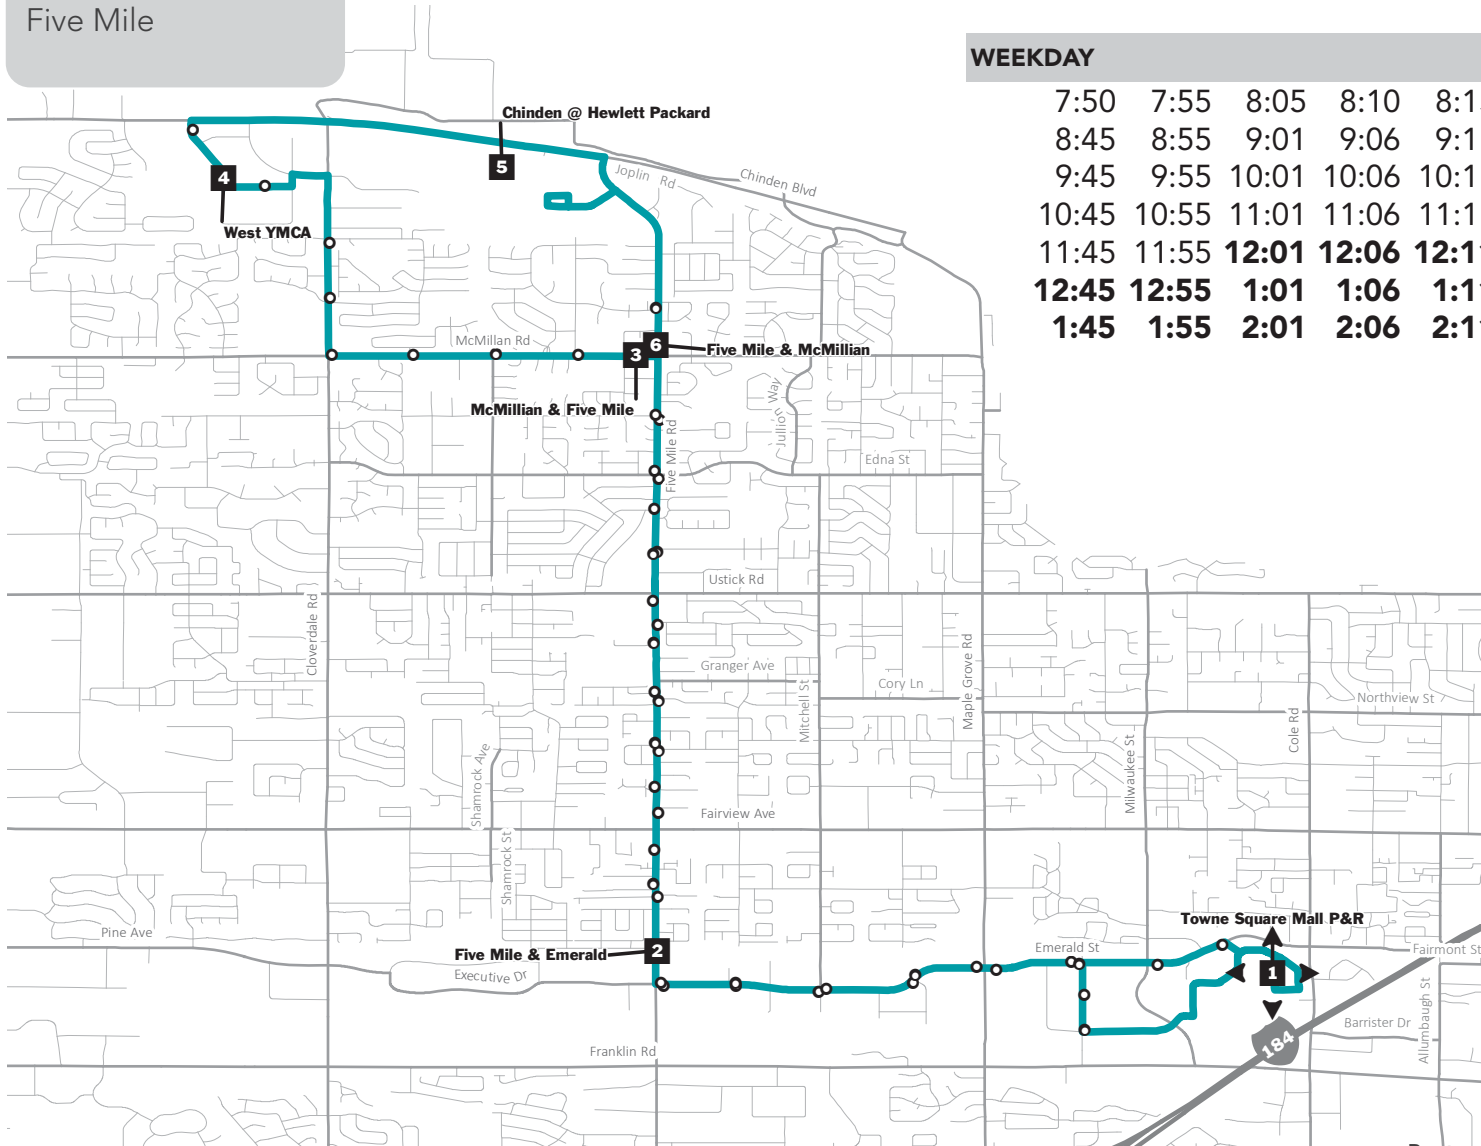 Five Mile
WEEKDAY
7:50 7:55 8:05 8:10
8:45 8:55 9:01 9:06
9:45 9:55 10:01 10:06
10:45 10:55 11:01 11:06
11:45 11:55 12:01 12:06
12:45 12:55 1:01 1:06
1:45 1:55 2:01 2:06
Chinden @ Hewlett Packard
5
Joplin Rd
Chinden Blvd
4
West YMCA
McMillan Rd
3
6
Five Mile & McMillian
McMillian & Five Mile
Jullion Way
Five Mile Rd
Edna St
Ustick Rd
Cloverdale Rd
Granger Ave
Cory Ln
Mitchel St
Maple Grove Rd
Northview St
Cole Rd
Milwaukee St
Shamrock Ave
Fairview Ave
Shamrock St
Pine Ave
Towne Square Mall P&R
Five Mile & Emerald
2
Emerald St
Fairmont St
Executive Dr
1
Allumbaugh St
Barrister Dr
184
Franklin Rd